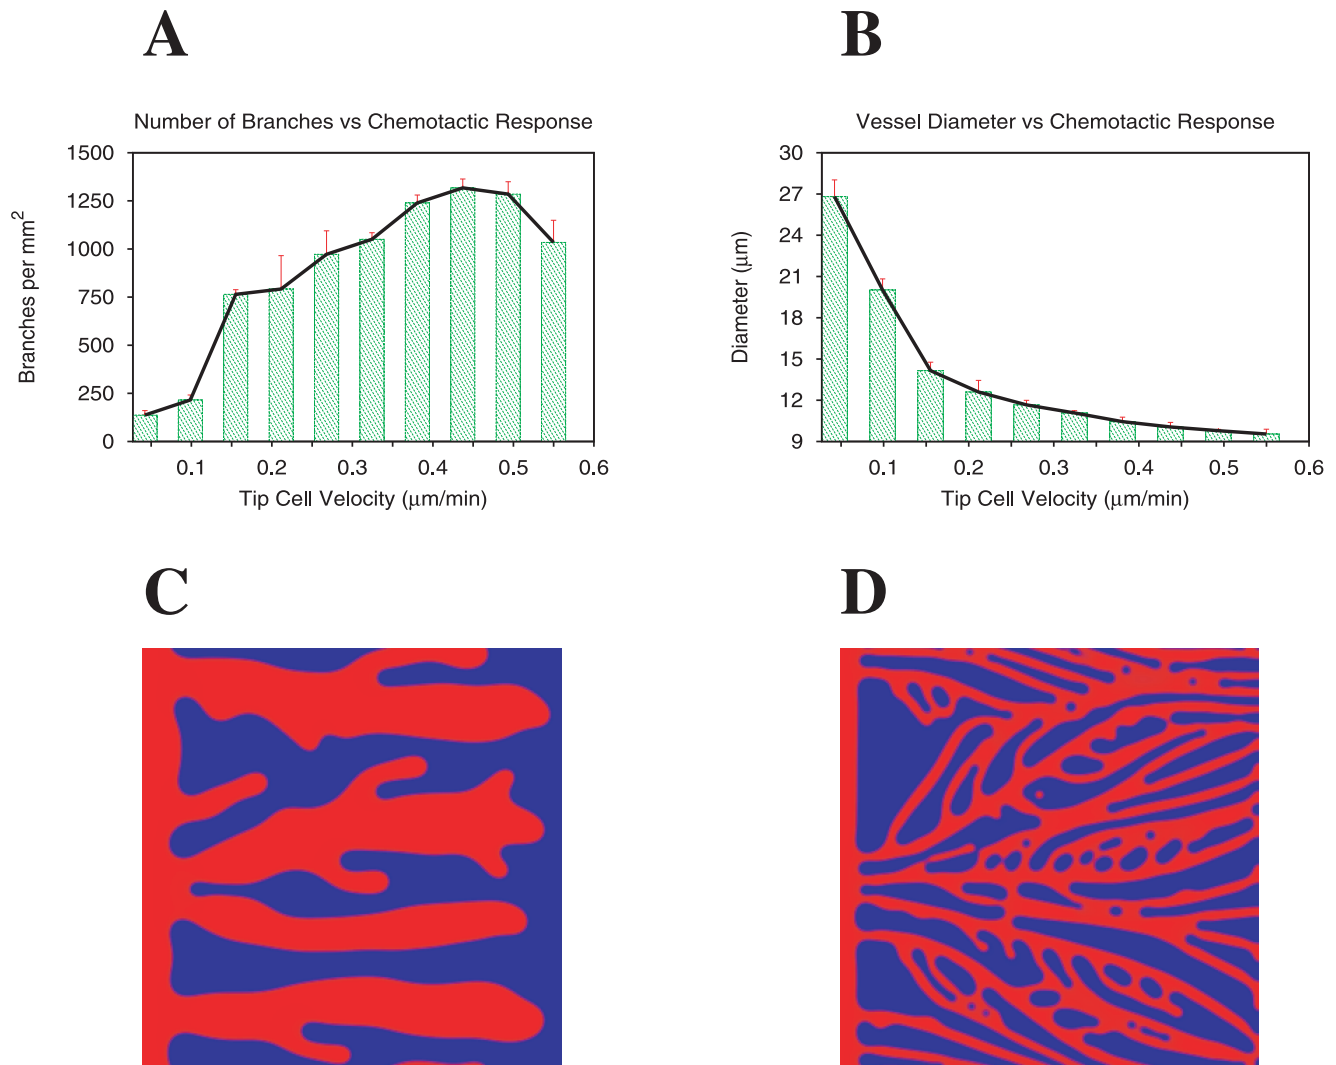 A
B
Number of Branches vs Chemotactic Response
Vessel Diameter vs Chemotactic Response
1500
1250
1000
750
500
250
0
Branches per mm²
0.1 0.2 0.3 0.4 0.5 0.6
Tip Cell Velocity (μm/min)
30
27
24
21
18
15
12
9
Diameter (μm)
0.1 0.2 0.3 0.4 0.5 0.6
Tip Cell Velocity (μm/min)
C
D